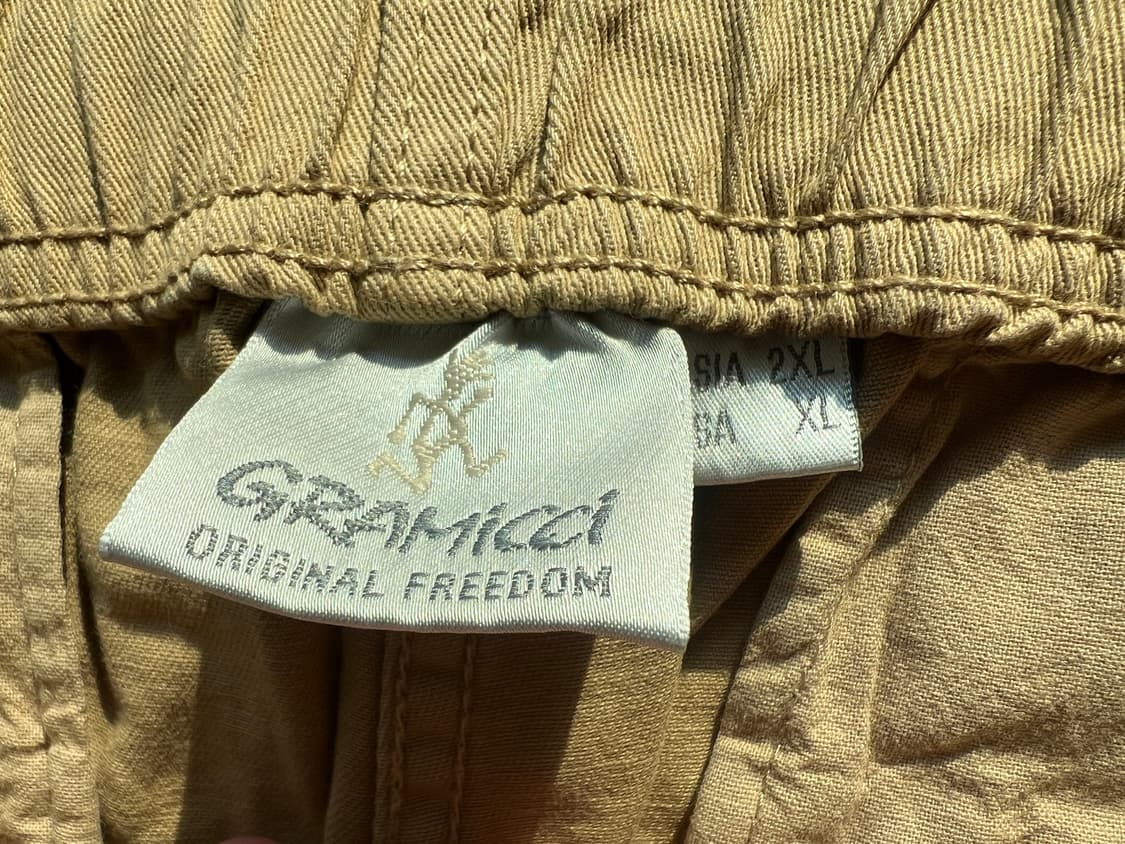 GRAMICCI
ORIGINAL FREEDOM
SIA 2XL
SA XL